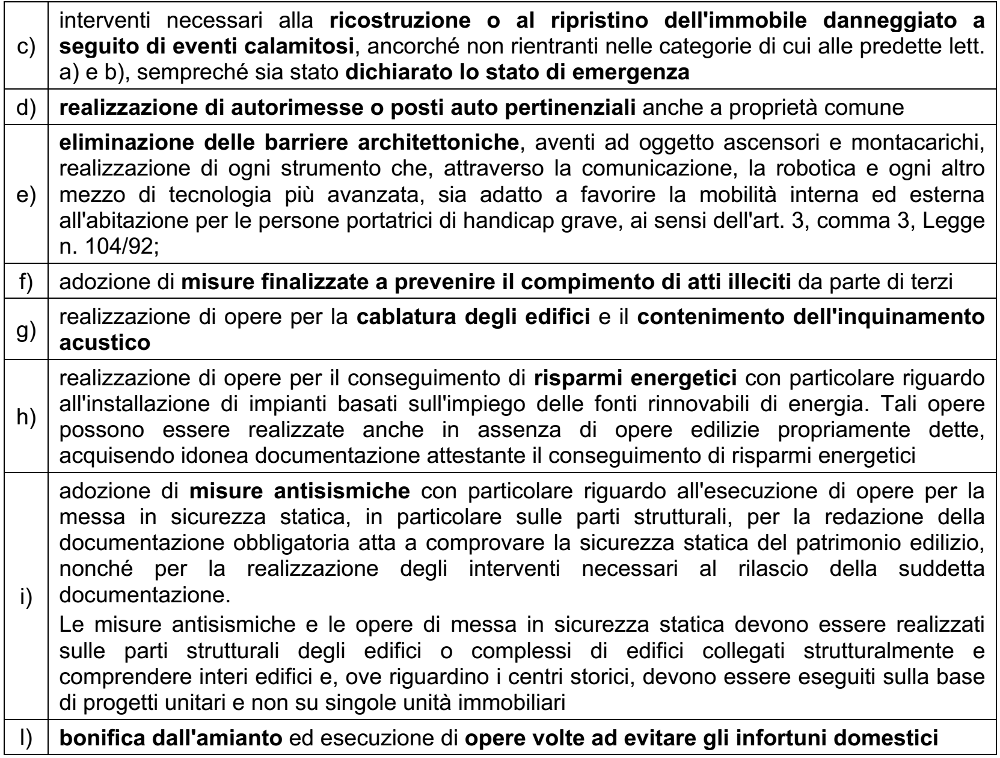 interventi necessari alla ricostruzione o al ripristino dell'immobile danneggiato a
c) seguito di eventi calamitosi, ancorché non rientranti nelle categorie di cui alle predette lett.
a) e b), sempreché sia stato dichiarato lo stato di emergenza
d) realizzazione di autorimesse o posti auto pertinenziali anche a proprietà comune
eliminazione delle barriere architettoniche, aventi ad oggetto ascensori e montacarichi,
realizzazione di ogni strumento che, attraverso la comunicazione, la robotica e ogni altro
e) mezzo di tecnologia più avanzata, sia adatto a favorire la mobilità interna ed esterna
all'abitazione per le persone portatrici di handicap grave, ai sensi dell'art. 3, comma 3, Legge
n. 104/92;
f) adozione di misure finalizzate a prevenire il compimento di atti illeciti da parte di terzi
g) realizzazione di opere per la cablatura degli edifici e il contenimento dell'inquinamento
acustico
realizzazione di opere per il conseguimento di risparmi energetici con particolare riguardo
all'installazione di impianti basati sull'impiego delle fonti rinnovabili di energia. Tali opere
h) possono essere realizzate anche in assenza di opere edilizie propriamente dette,
acquisendo idonea documentazione attestante il conseguimento di risparmi energetici
adozione di misure antisismiche con particolare riguardo all'esecuzione di opere per la
messa in sicurezza statica, in particolare sulle parti strutturali, per la redazione della
documentazione obbligatoria atta a comprovare la sicurezza statica del patrimonio edilizio,
nonché per la realizzazione degli interventi necessari al rilascio della suddetta
i) documentazione.
Le misure antisismiche e le opere di messa in sicurezza statica devono essere realizzati
sulle parti strutturali degli edifici o complessi di edifici collegati strutturalmente e
comprendere interi edifici e, ove riguardino i centri storici, devono essere eseguiti sulla base
di progetti unitari e non su singole unità immobiliari
l) bonifica dall'amianto ed esecuzione di opere volte ad evitare gli infortuni domestici